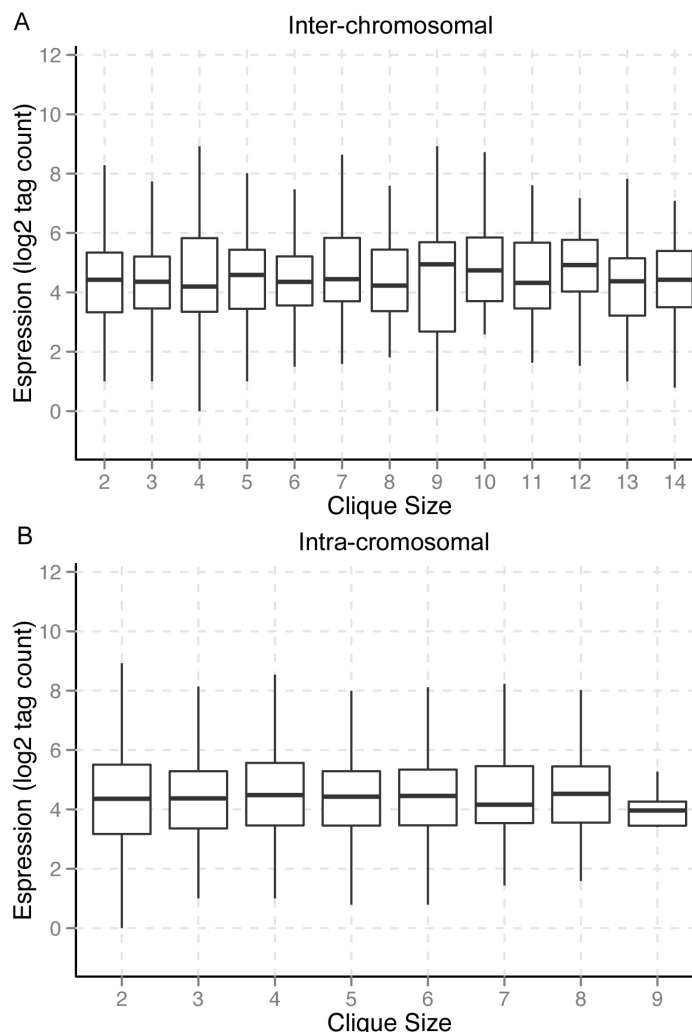 A
Inter-chromosomal
Espression (log2 tag count)
12
10
8
6
4
2
0
2 3 4 5 6 7 8 9 10 11 12 13 14
Clique Size
B
Intra-cromosomal
Espression (log2 tag count)
12
10
8
6
4
2
0
2 3 4 5 6 7 8 9
Clique Size